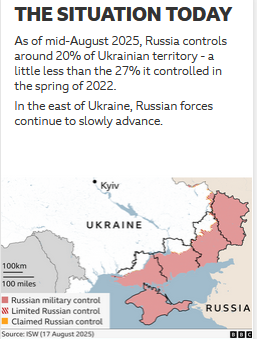 THE SITUATION TODAY
As of mid-August 2025, Russia controls
around 20% of Ukrainian territory - a
little less than the 27% it controlled in
the spring of 2022.
In the east of Ukraine, Russian forces
continue to slowly advance.
Kyiv
UKRAINE
100km
100 miles
RUSSIA
Russian military control
Limited Russian control
Claimed Russian control
Source: ISW (17 August 2025)
BBC